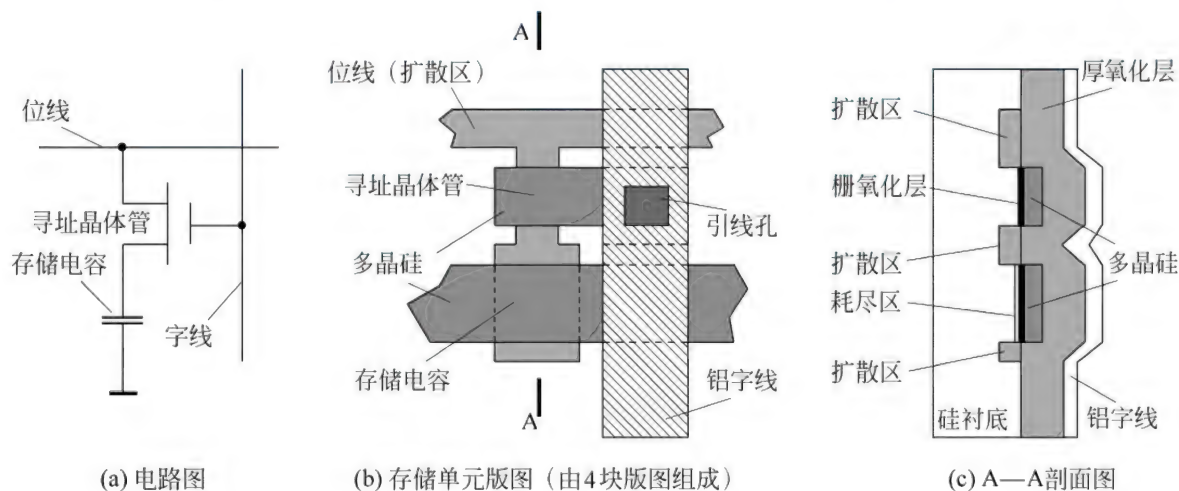 位线
寻址晶体管
存储电容
字线
(a) 电路图
A
位线（扩散区）
寻址晶体管
引线孔
多晶硅
存储电容
铝字线
A
(b) 存储单元版图（由4块版图组成）
厚氧化层
扩散区
栅氧化层
扩散区
多晶硅
耗尽区
扩散区
硅衬底
铝字线
(c) A—A剖面图